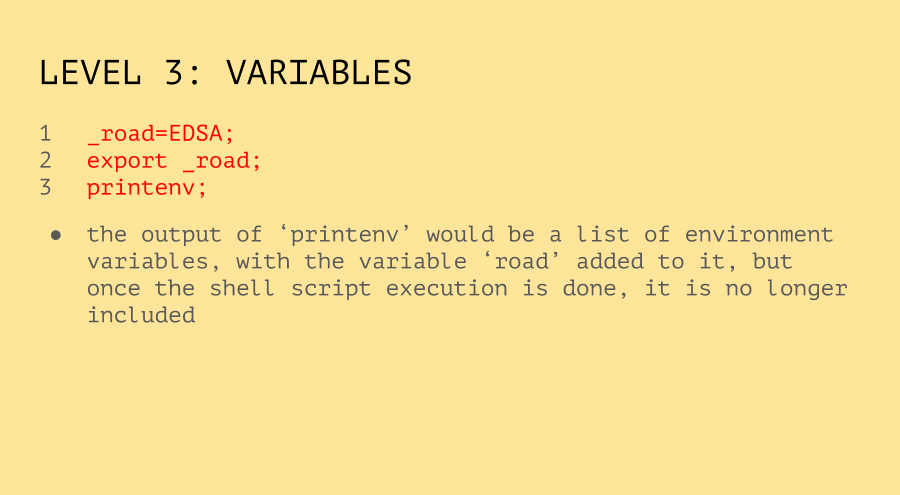 LEVEL 3: VARIABLES
1 _road=EDSA;
2 export _road;
3 printenv;
● the output of ‘printenv’ would be a list of environment
variables, with the variable ‘road’ added to it, but
once the shell script execution is done, it is no longer
included